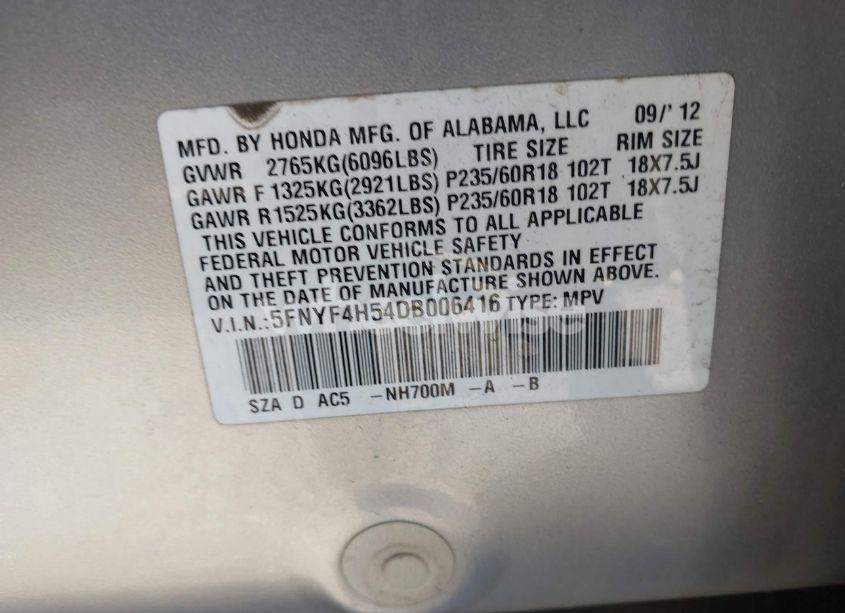 MFD. BY HONDA MFG. OF ALABAMA, LLC 09/' 12
GVWR 2765KG(6096LBS) TIRE SIZE RIM SIZE
GAWR F 1325KG(2921LBS) P235/60R18 102T 18X7.5J
GAWR R1525KG(3362LBS) P235/60R18 102T 18X7.5J
THIS VEHICLE CONFORMS TO ALL APPLICABLE
FEDERAL MOTOR VEHICLE SAFETY
AND THEFT PREVENTION STANDARDS IN EFFECT
ON THE DATE OF MANUFACTURE SHOWN ABOVE.
V.I.N.:5FNYF4H54DB006416 TYPE: MPV
SZA D AC5 -NH700M -A -B